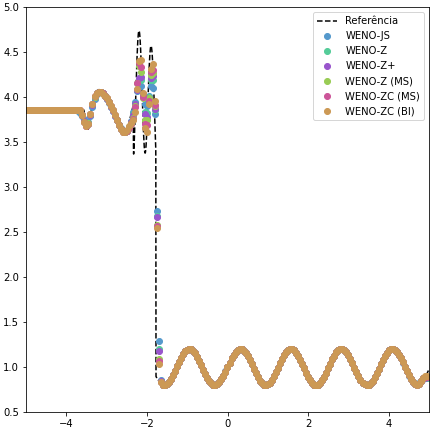 5.0
4.5
4.0
3.5
3.0
2.5
2.0
1.5
1.0
0.5
−4
−2
0
2
4
Referência
WENO-JS
WENO-Z
WENO-Z+
WENO-Z (MS)
WENO-ZC (MS)
WENO-ZC (BI)